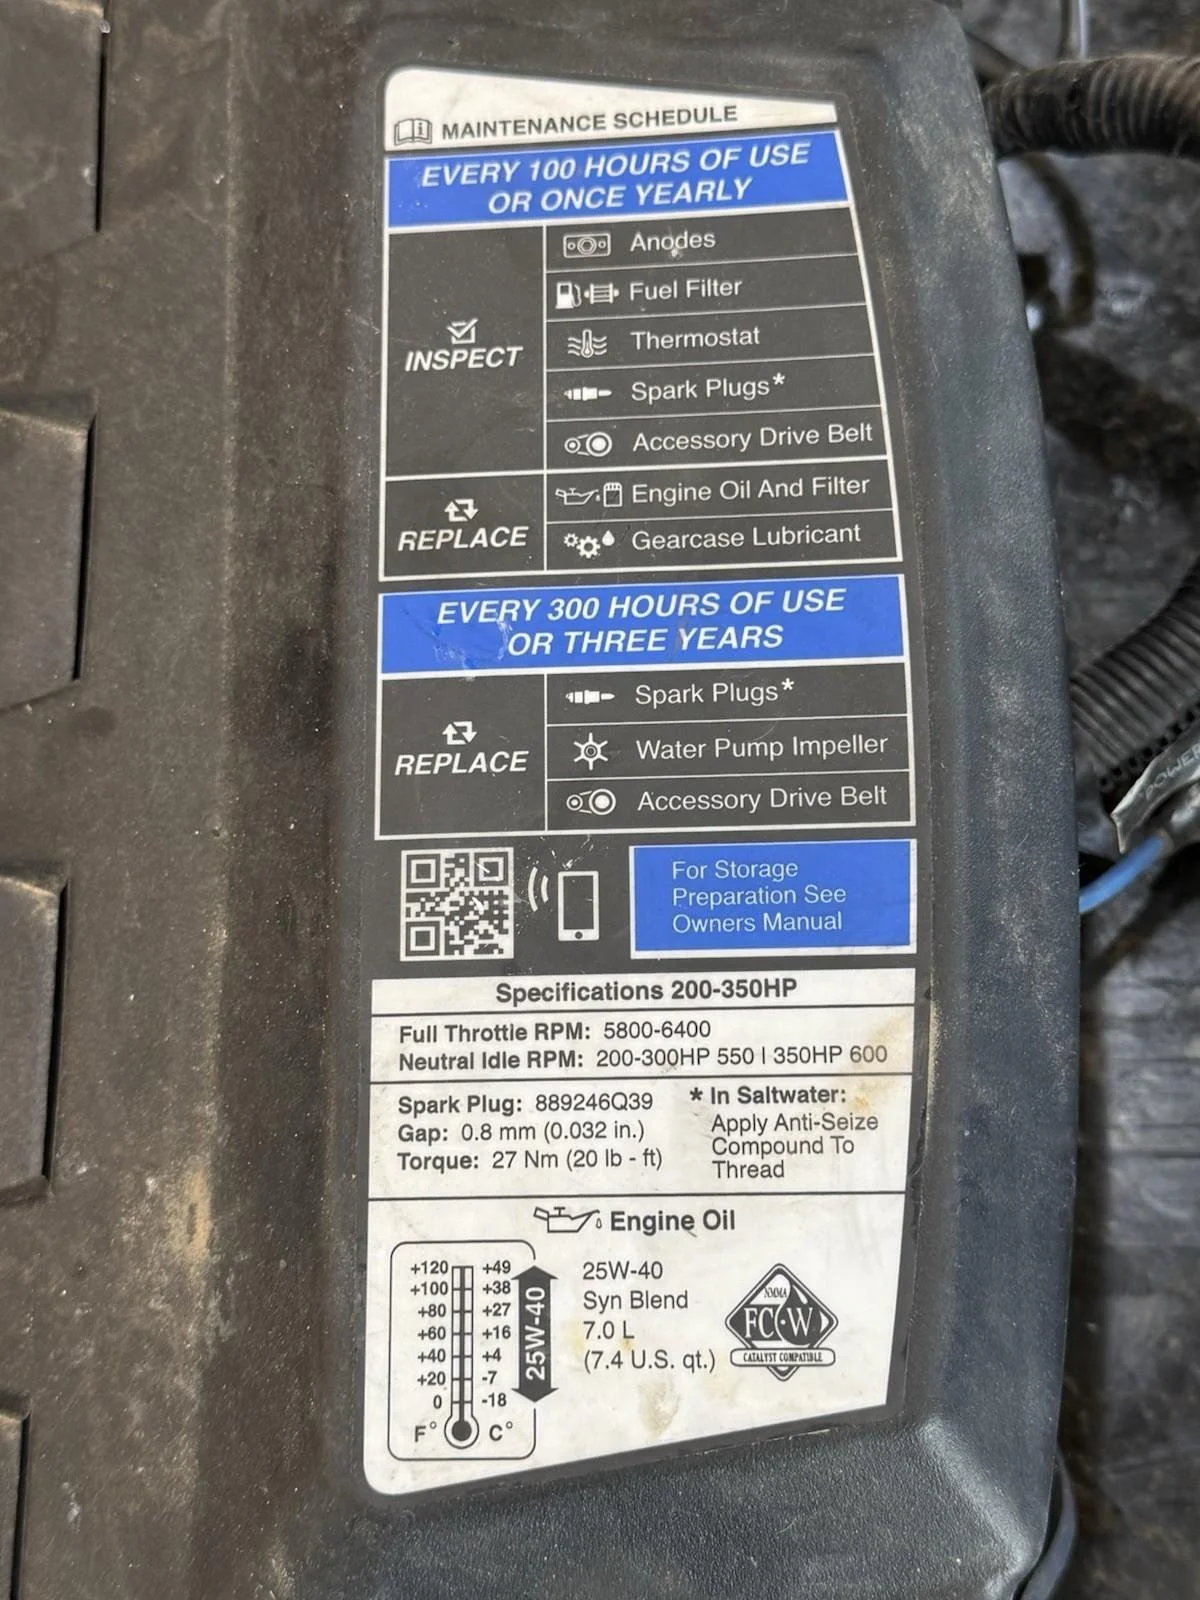 MAINTENANCE SCHEDULE
EVERY 100 HOURS OF USE
OR ONCE YEARLY
INSPECT
Anodes
Fuel Filter
Thermostat
Spark Plugs*
Accessory Drive Belt
REPLACE
Engine Oil And Filter
Gearcase Lubricant
EVERY 300 HOURS OF USE
OR THREE YEARS
REPLACE
Spark Plugs*
Water Pump Impeller
Accessory Drive Belt
For Storage
Preparation See
Owners Manual
Specifications 200-350HP
Full Throttle RPM: 5800-6400
Neutral Idle RPM: 200-300HP 550 | 350HP 600
Spark Plug: 889246Q39
Gap: 0.8 mm (0.032 in.)
Torque: 27 Nm (20 lb - ft)
* In Saltwater:
Apply Anti-Seize
Compound To
Thread
Engine Oil
+120 +49
+100 +38
+80 +27
+60 +16
+40 +4
+20 -7
0 -18
F° C°
25W-40
25W-40
Syn Blend
7.0 L
(7.4 U.S. qt.)
NMMA
FC-W
CATALYST COMPATIBLE
POWER